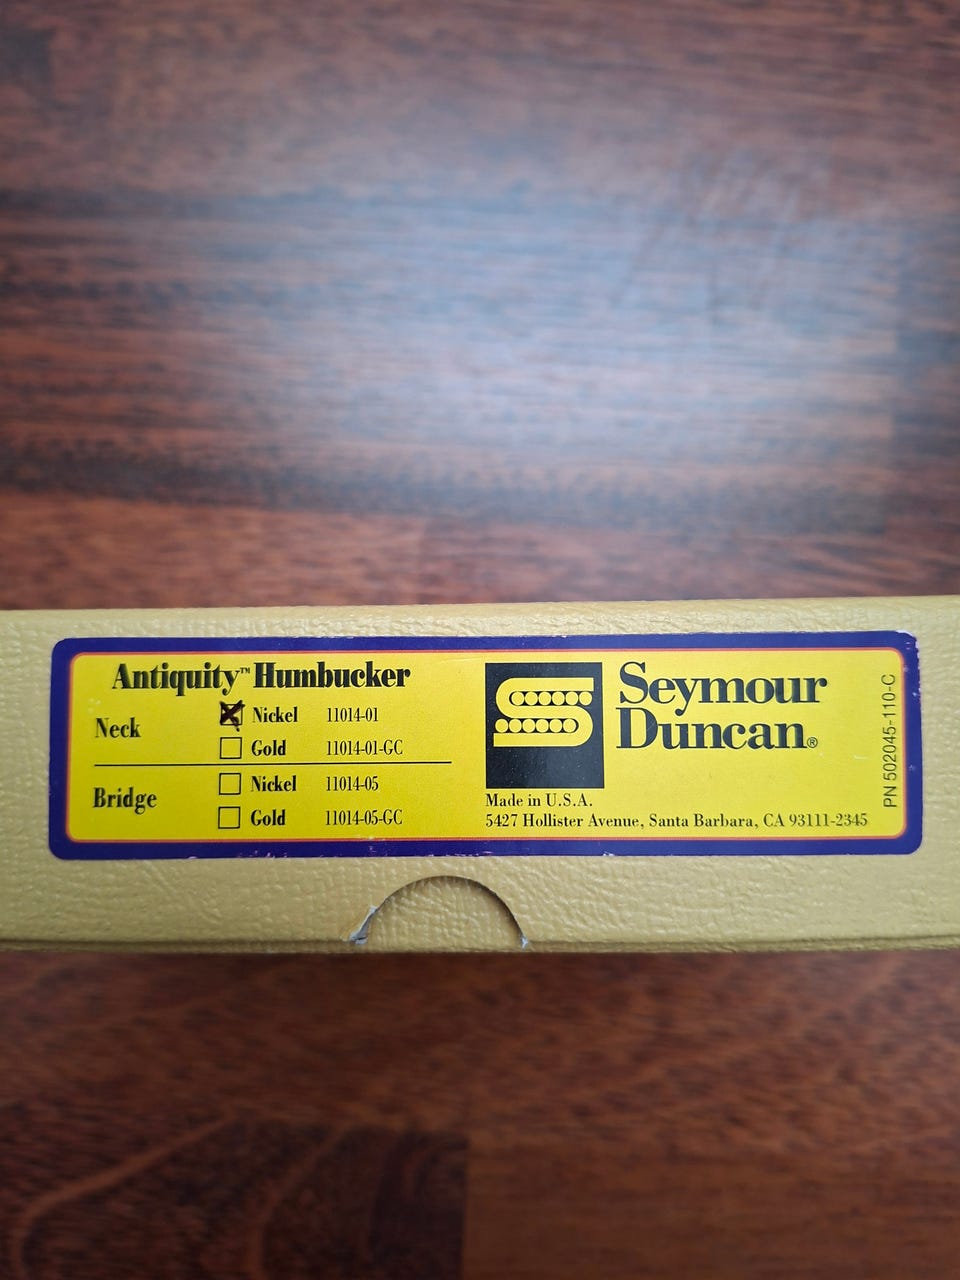 Antiquity™ Humbucker
Neck
Nickel 11014-01
Gold 11014-01-GC
Bridge
Nickel 11014-05
Gold 11014-05-GC
Seymour
Duncan®
Made in U.S.A.
5427 Hollister Avenue, Santa Barbara, CA 93111-2345
PN 502045-110-C